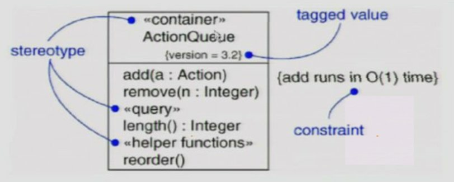 «container»
ActionQueue
{version = 3.2}
tagged value
stereotype
add(a : Action)
remove(n : Integer)
«query»
length() : Integer
«helper functions»
reorder()
{add runs in O(1) time}
constraint